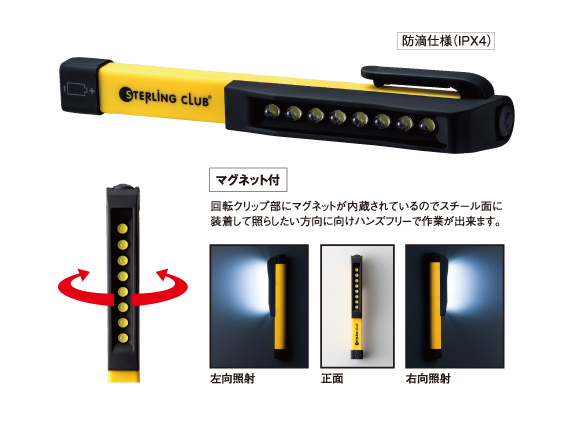 防滴仕様(IPX4)
STERLING CLUB®
マグネット付
回転クリップ部にマグネットが内蔵されているのでスチール面に
装着して照らしたい方向に向けハンズフリーで作業が出来ます。
左向照射
正面
右向照射